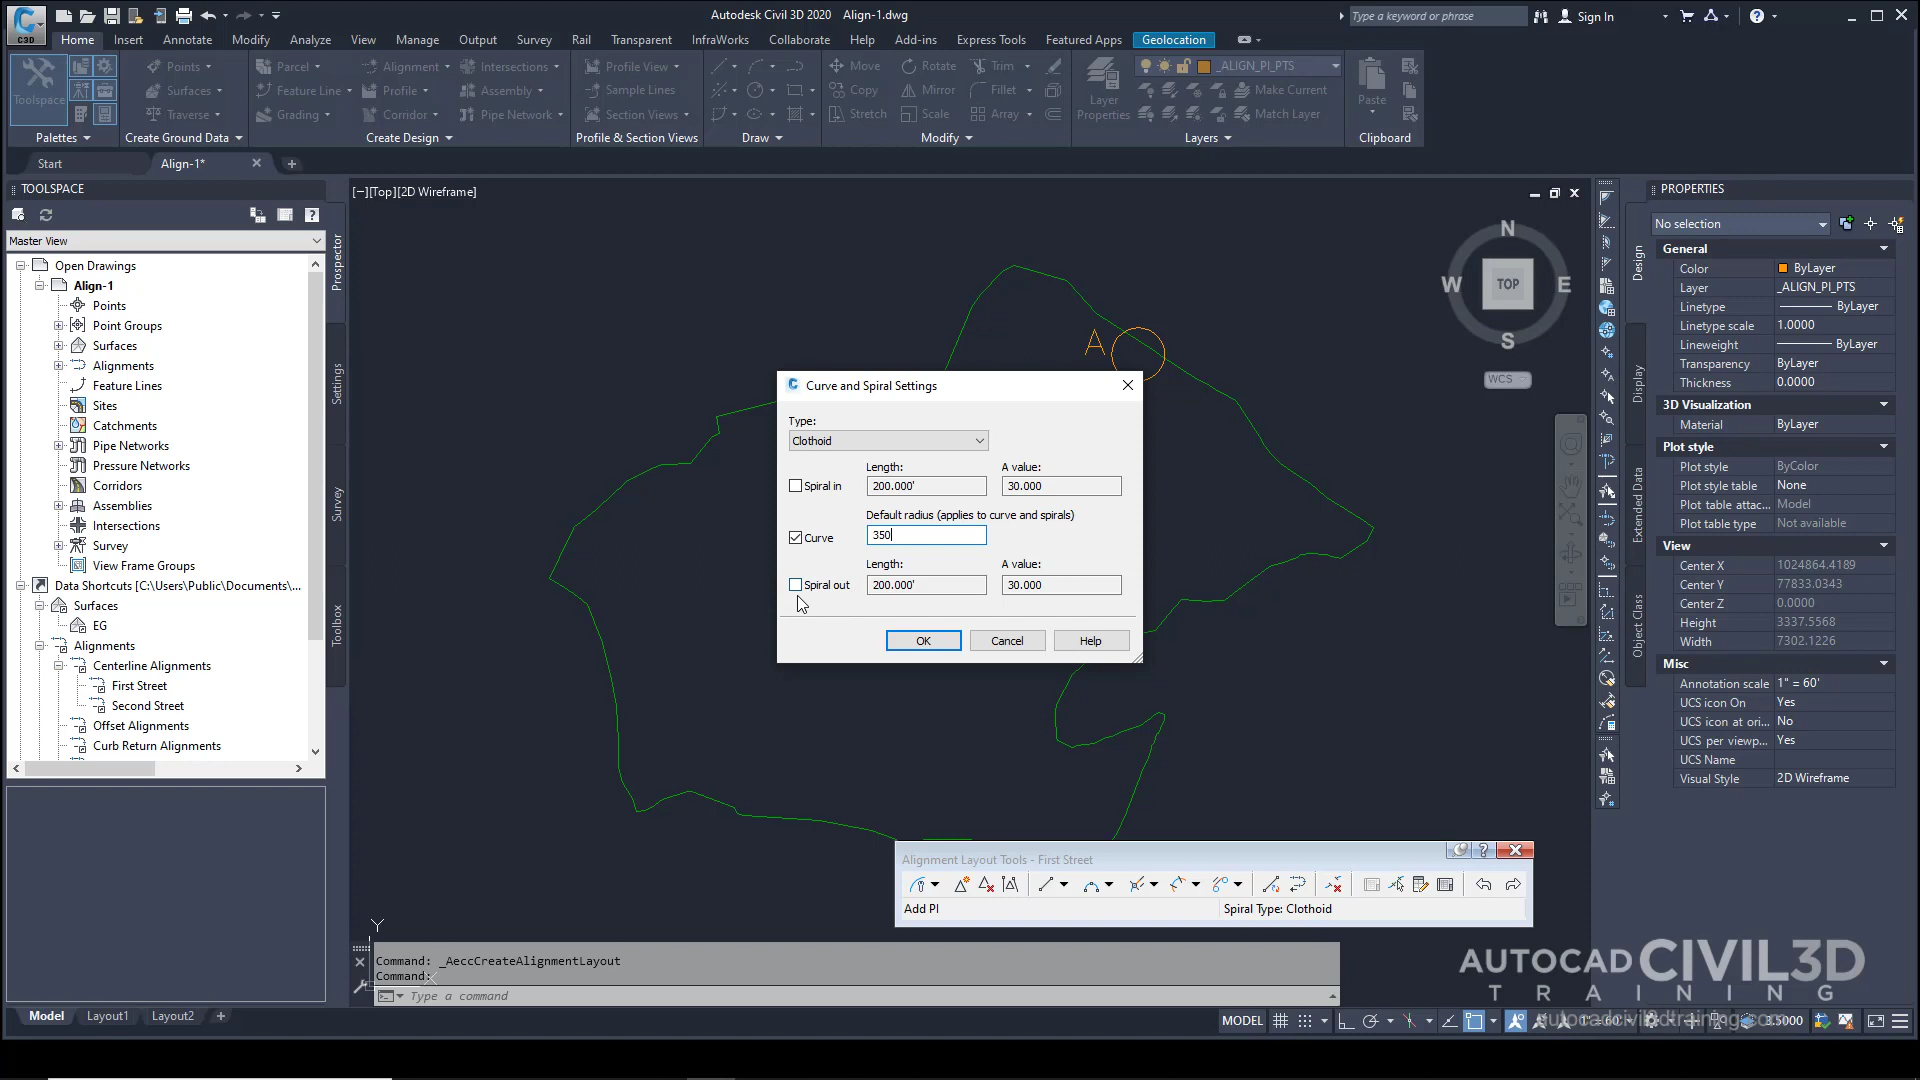 Autodesk Civil 3D 2020   Align-1.dwg
Type a keyword or phrase
Sign In
C3D
Home Insert Annotate Modify Analyze View Manage Output Survey Rail Transparent InfraWorks Collaborate Help Add-ins Express Tools Featured Apps Geolocation
Points Parcel Alignment Intersections Profile View Move Rotate Trim _ALIGN_PI_PTS
Toolspace Surfaces Feature Line Profile Assembly Sample Lines Copy Mirror Fillet Layer Properties Make Current Paste
Traverse Grading Corridor Pipe Network Section Views Stretch Scale Array Match Layer
Palettes Create Ground Data Create Design Profile & Section Views Draw Modify Layers Clipboard
Start Align-1*
TOOLSPACE
Master View
Open Drawings
Align-1
Points
Point Groups
Surfaces
Alignments
Feature Lines
Sites
Catchments
Pipe Networks
Pressure Networks
Corridors
Assemblies
Intersections
Survey
View Frame Groups
Data Shortcuts [C:\Users\Public\Documents\...
Surfaces
EG
Alignments
Centerline Alignments
First Street
Second Street
Offset Alignments
Curb Return Alignments
Prospector
Settings
Survey
Toolbox
[−][Top][2D Wireframe]
N
W TOP E
S
WCS
A
Curve and Spiral Settings
Type:
Clothoid
Length: A value:
Spiral in 200.000' 30.000
Default radius (applies to curve and spirals)
Curve 350
Length: A value:
Spiral out 200.000' 30.000
OK Cancel Help
Alignment Layout Tools - First Street
Add PI Spiral Type: Clothoid
Y
X
Command: _AeccCreateAlignmentLayout
Command:
Type a command
Model Layout1 Layout2
MODEL
1" = 60'
3.5000
PROPERTIES
No selection
General
Color ByLayer
Layer _ALIGN_PI_PTS
Linetype ByLayer
Linetype scale 1.0000
Lineweight ByLayer
Transparency ByLayer
Thickness 0.0000
3D Visualization
Material ByLayer
Plot style
Plot style ByColor
Plot style table None
Plot table attac... Model
Plot table type Not available
View
Center X 1024864.4189
Center Y 77833.0343
Center Z 0.0000
Height 3337.5568
Width 7302.1226
Misc
Annotation scale 1" = 60'
UCS icon On Yes
UCS icon at ori... No
UCS per viewp... Yes
UCS Name
Visual Style 2D Wireframe
Design
Display
Extended Data
Object Class
AUTOCAD CIVIL3D
TRAINING
autocadcivil3dtraining.com